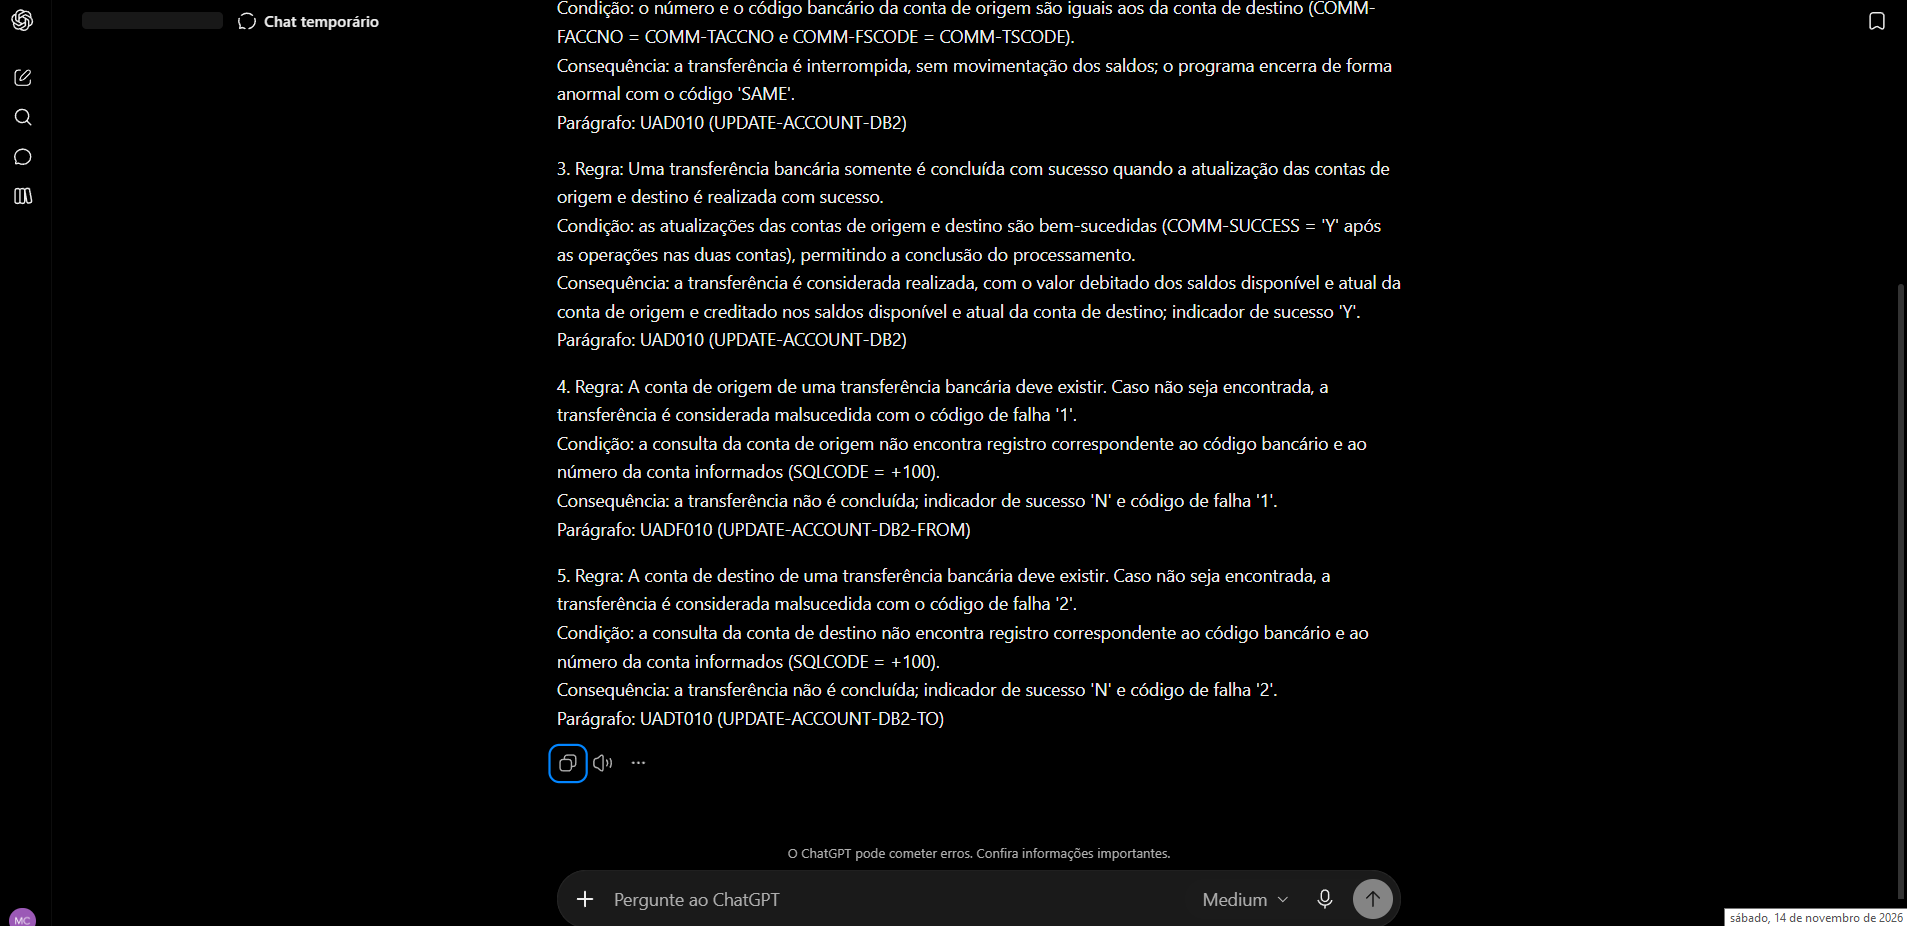 Chat temporário
Condição: o número e o código bancário da conta de origem são iguais aos da conta de destino (COMM-
FACCNO = COMM-TACCNO e COMM-FSCODE = COMM-TSCODE).
Consequência: a transferência é interrompida, sem movimentação dos saldos; o programa encerra de forma
anormal com o código 'SAME'.
Parágrafo: UAD010 (UPDATE-ACCOUNT-DB2)
3. Regra: Uma transferência bancária somente é concluída com sucesso quando a atualização das contas de
origem e destino é realizada com sucesso.
Condição: as atualizações das contas de origem e destino são bem-sucedidas (COMM-SUCCESS = 'Y' após
as operações nas duas contas), permitindo a conclusão do processamento.
Consequência: a transferência é considerada realizada, com o valor debitado dos saldos disponível e atual da
conta de origem e creditado nos saldos disponível e atual da conta de destino; indicador de sucesso 'Y'.
Parágrafo: UAD010 (UPDATE-ACCOUNT-DB2)
4. Regra: A conta de origem de uma transferência bancária deve existir. Caso não seja encontrada, a
transferência é considerada malsucedida com o código de falha '1'.
Condição: a consulta da conta de origem não encontra registro correspondente ao código bancário e ao
número da conta informados (SQLCODE = +100).
Consequência: a transferência não é concluída; indicador de sucesso 'N' e código de falha '1'.
Parágrafo: UADF010 (UPDATE-ACCOUNT-DB2-FROM)
5. Regra: A conta de destino de uma transferência bancária deve existir. Caso não seja encontrada, a
transferência é considerada malsucedida com o código de falha '2'.
Condição: a consulta da conta de destino não encontra registro correspondente ao código bancário e ao
número da conta informados (SQLCODE = +100).
Consequência: a transferência não é concluída; indicador de sucesso 'N' e código de falha '2'.
Parágrafo: UADT010 (UPDATE-ACCOUNT-DB2-TO)
O ChatGPT pode cometer erros. Confira informações importantes.
Pergunte ao ChatGPT
Medium
MC
sábado, 14 de novembro de 2026